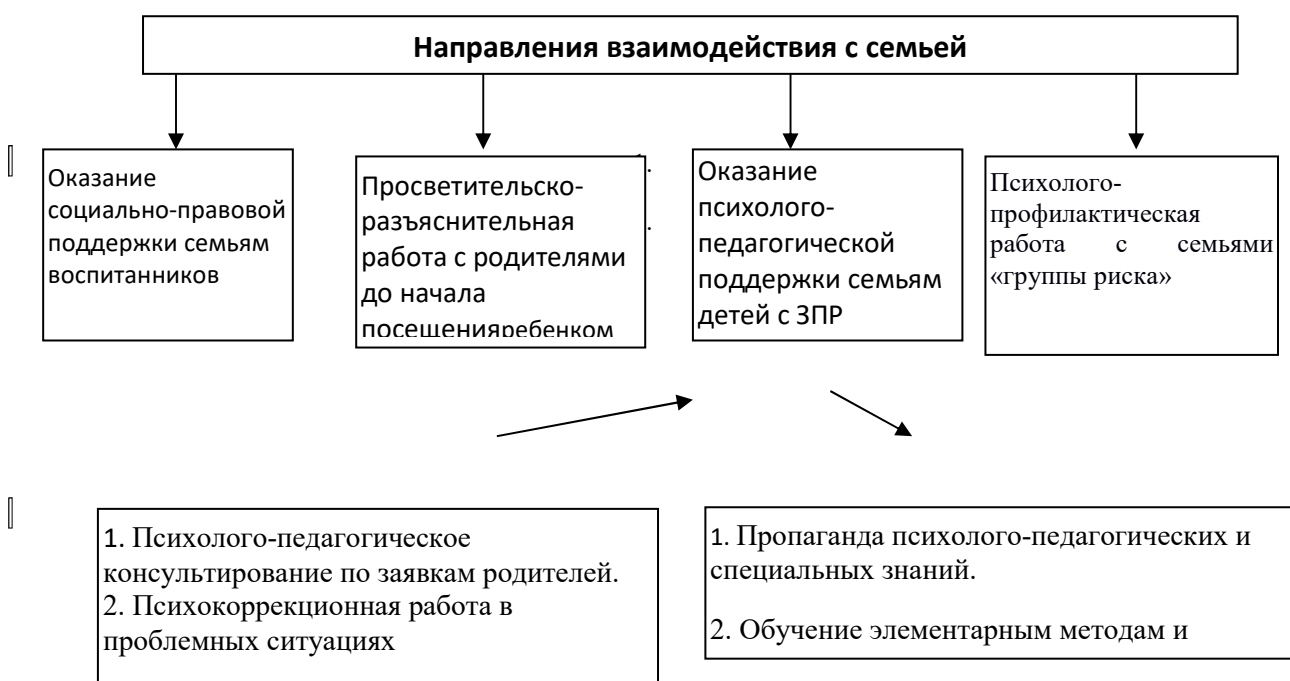 Направления взаимодействия с семьей
Оказание
социально-правовой
поддержки семьям
воспитанников
Просветительско-
разъяснительная
работа с родителями
до начала
посещенияребенком
Оказание
психолого-
педагогической
поддержки семьям
детей с ЗПР
Психолого-
профилактическая
работа с семьями
«группы риска»
1. Психолого-педагогическое
консультирование по заявкам родителей.
2. Психокоррекционная работа в
проблемных ситуациях
1. Пропаганда психолого-педагогических и
специальных знаний.
2. Обучение элементарным методам и